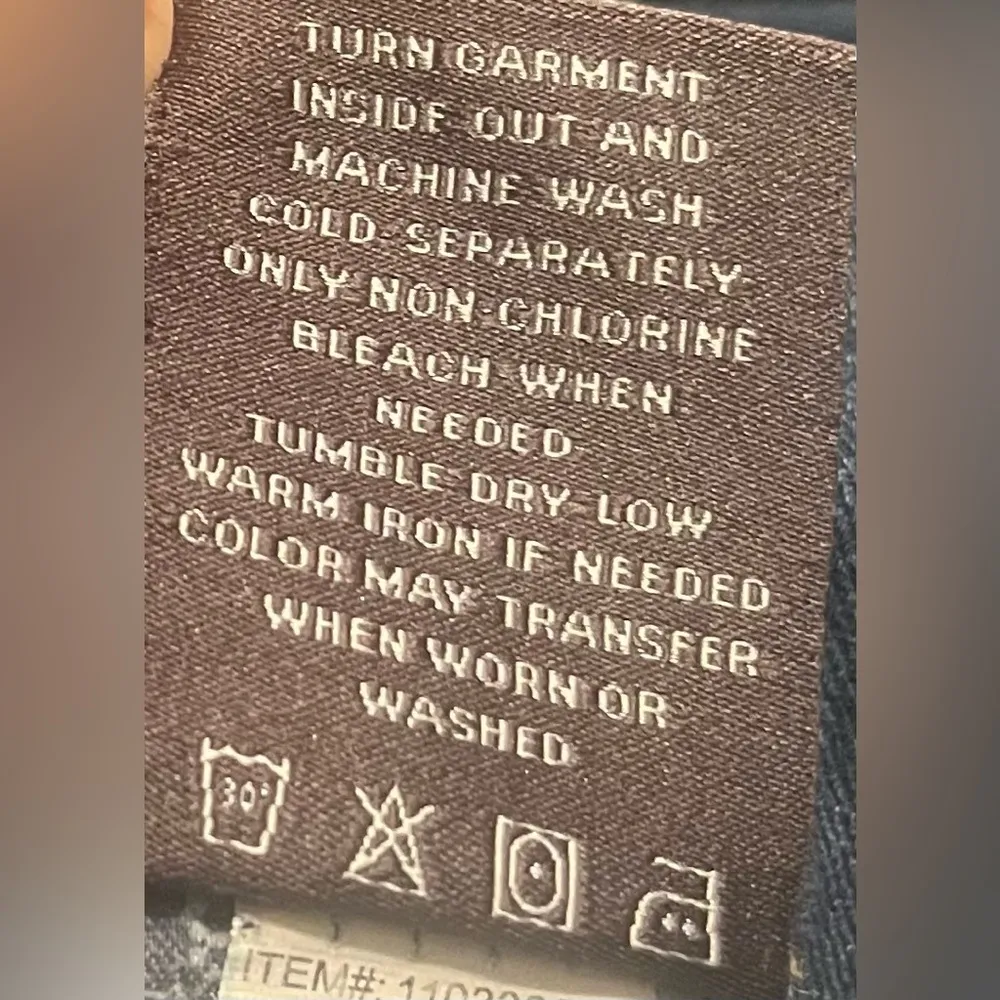 TURN GARMENT
INSIDE OUT AND
MACHINE WASH
COLD SEPARATELY
ONLY NON-CHLORINE
BLEACH WHEN
NEEDED
TUMBLE DRY LOW
WARM IRON IF NEEDED
COLOR MAY TRANSFER
WHEN WORN OR
WASHED
30°
ITEM#: